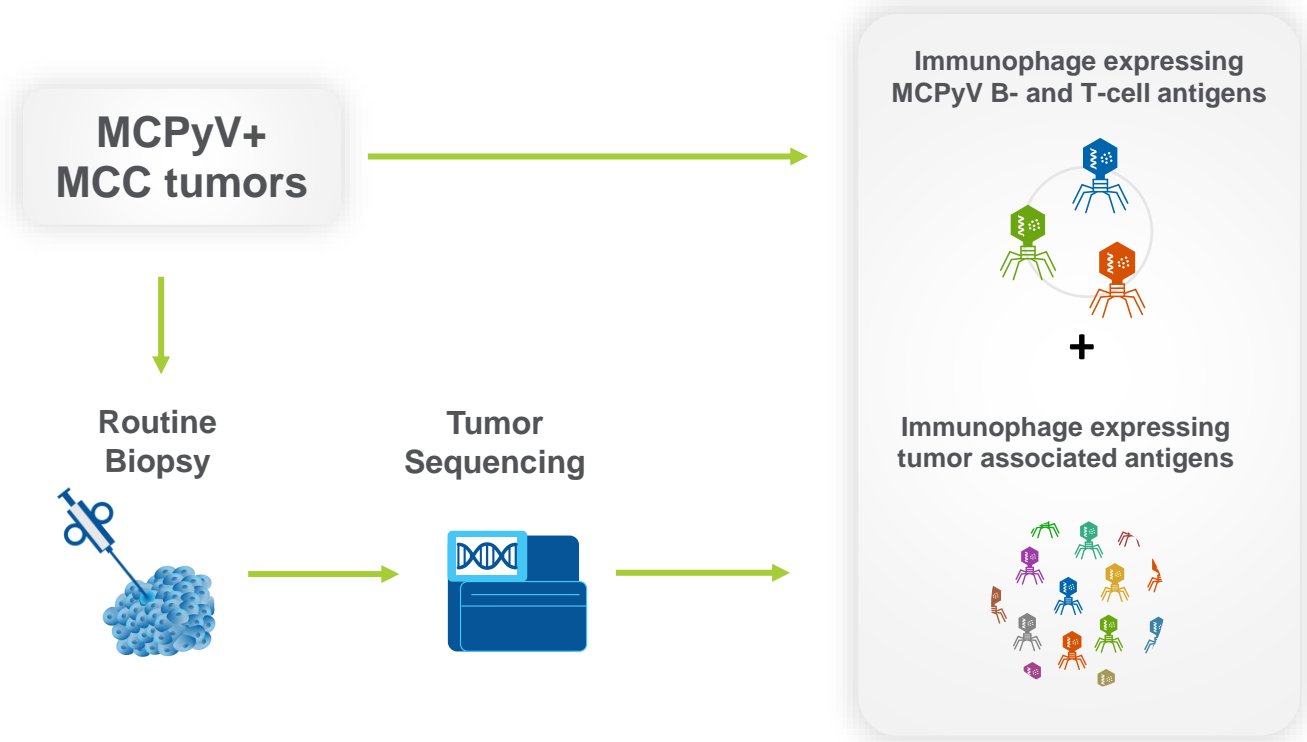 MCPyV+
MCC tumors
Immunophage expressing
MCPyV B- and T-cell antigens
+
Routine
Biopsy
Tumor
Sequencing
Immunophage expressing
tumor associated antigens